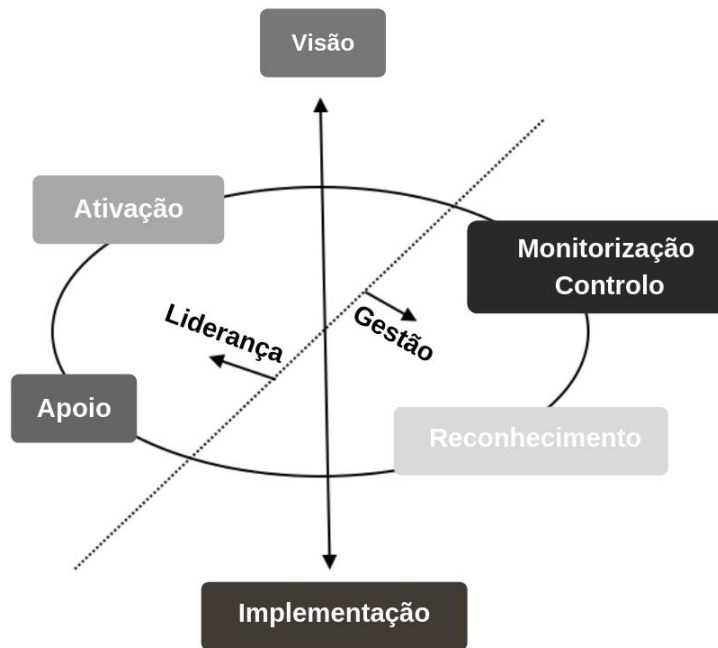 Visão
Ativação
Monitorização
Controlo
Liderança
Gestão
Apoio
Reconhecimento
Implementação